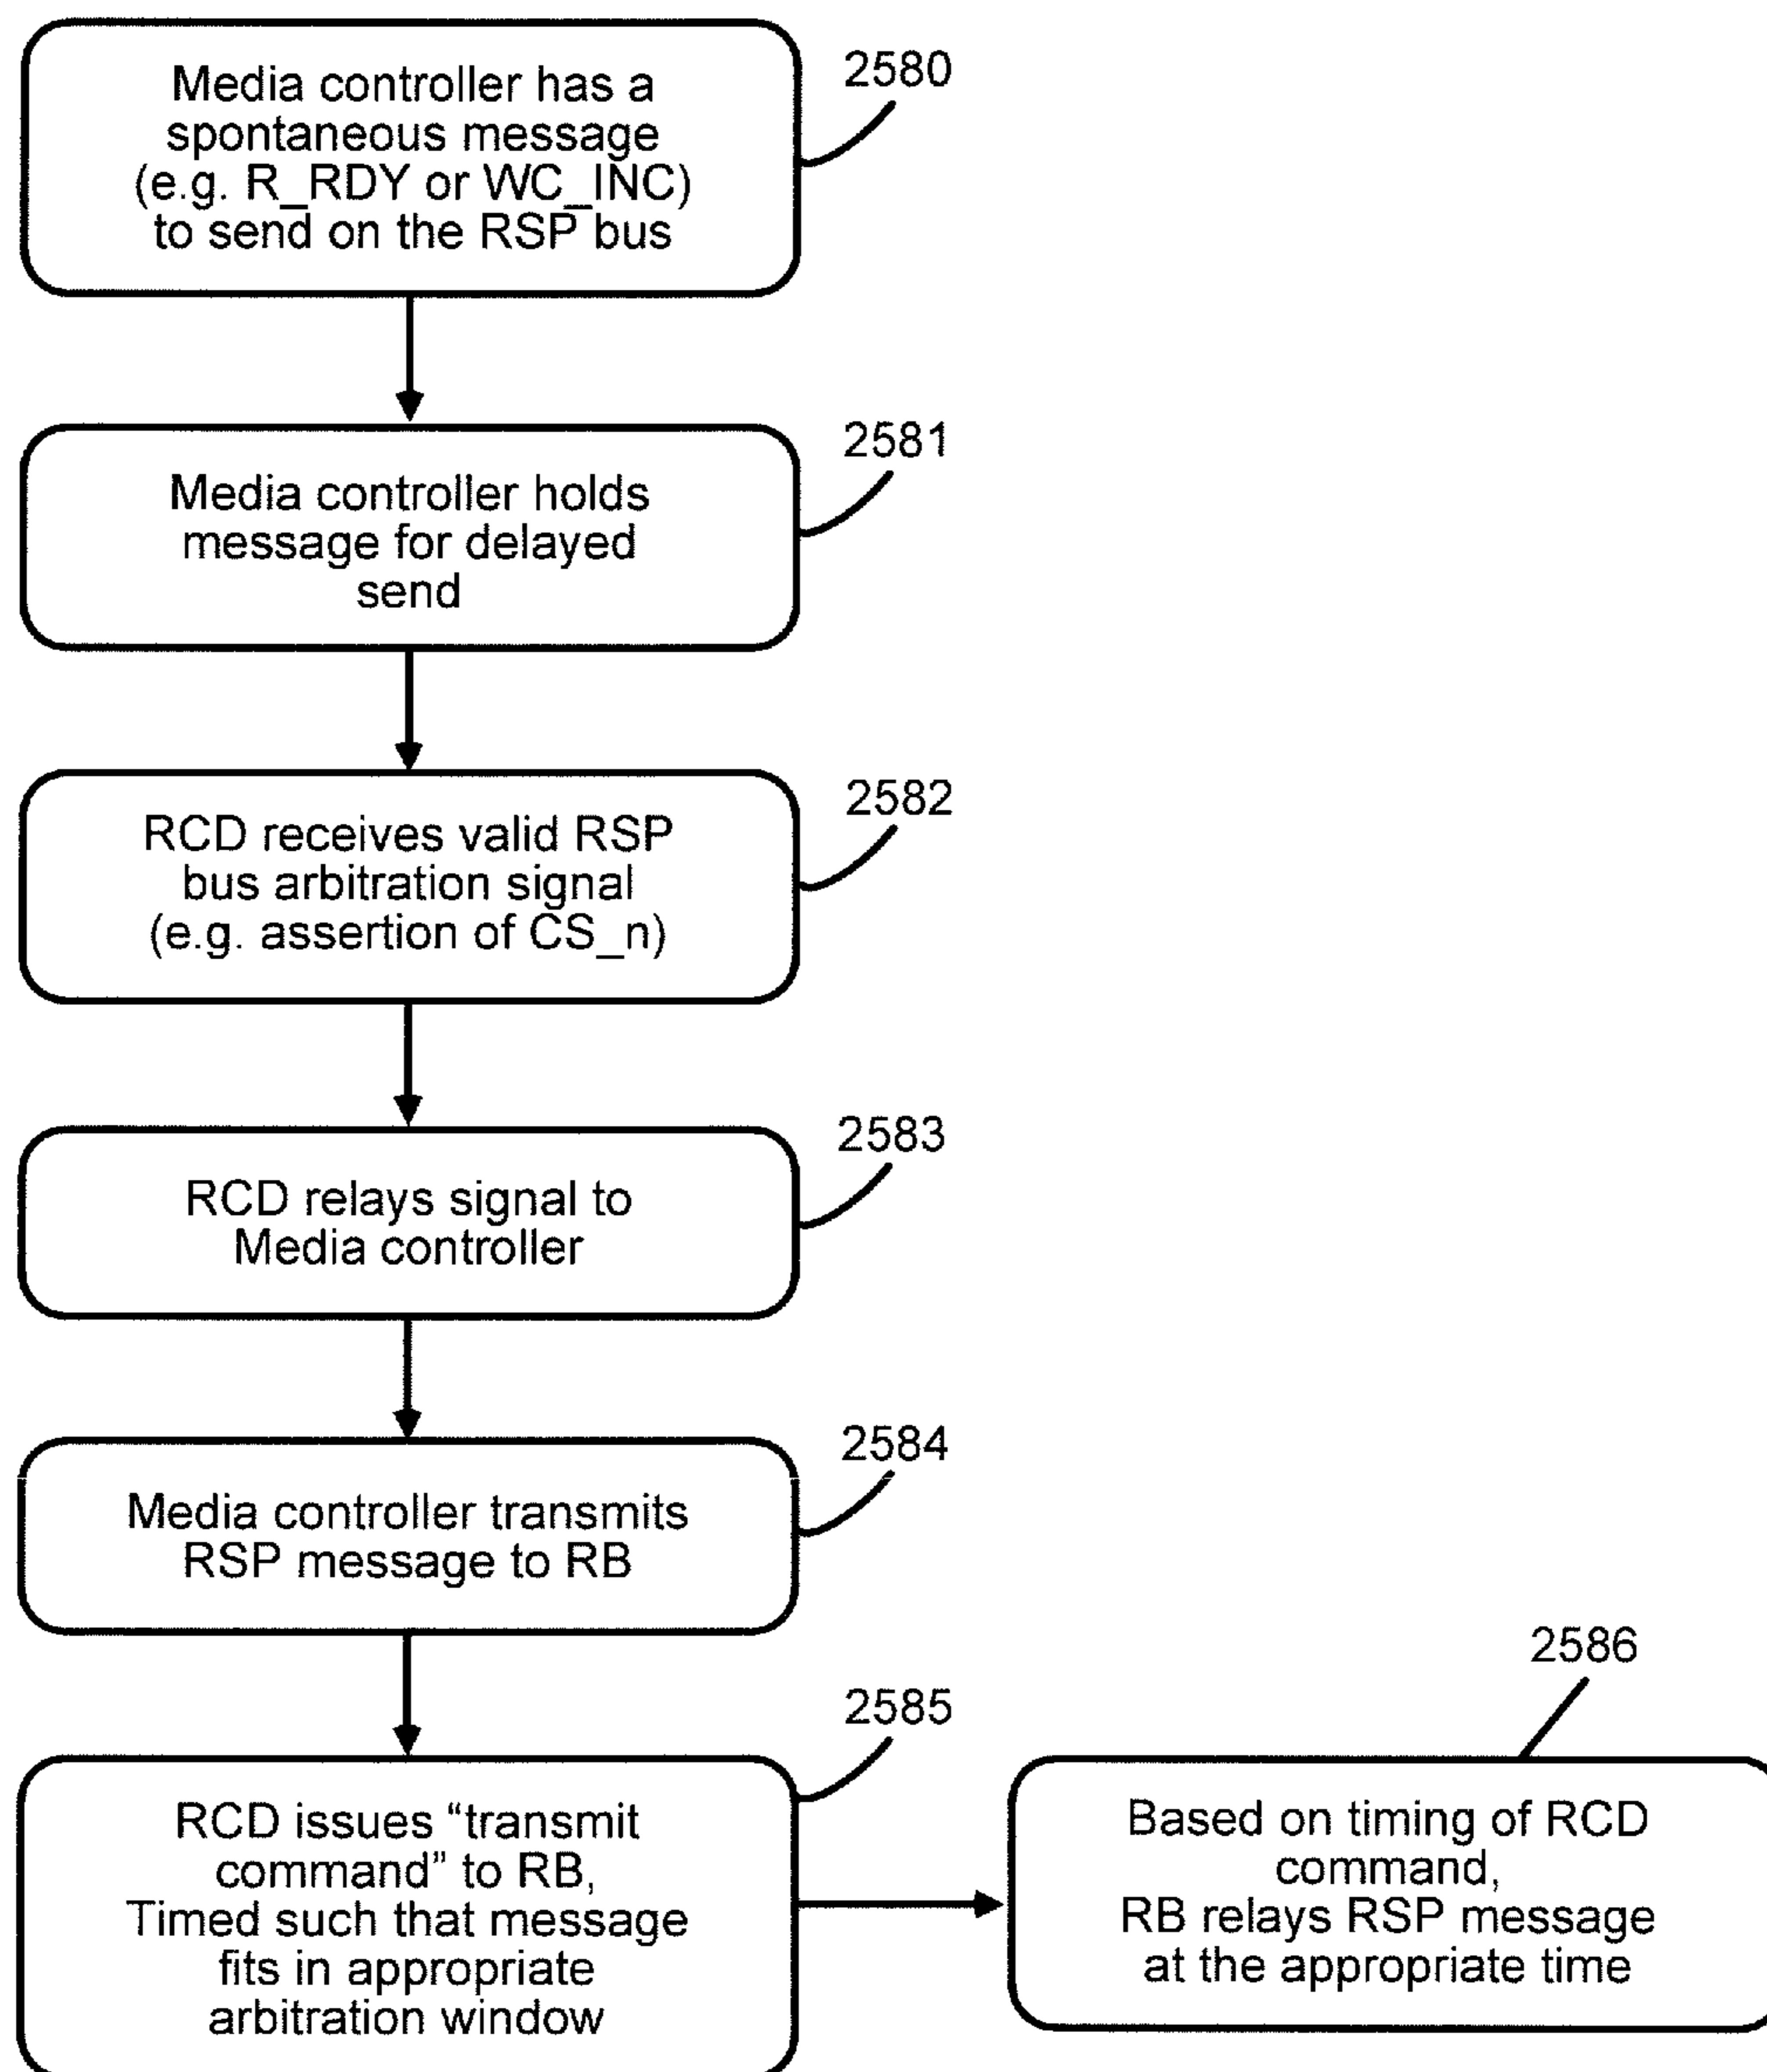 Media controller has a
spontaneous message
(e.g. R_RDY or WC_INC)
to send on the RSP bus
2580
Media controller holds
message for delayed
send
2581
RCD receives valid RSP
bus arbitration signal
(e.g. assertion of CS_n)
2582
RCD relays signal to
Media controller
2583
Media controller transmits
RSP message to RB
2584
RCD issues “transmit
command” to RB,
Timed such that message
fits in appropriate
arbitration window
2585
Based on timing of RCD
command,
RB relays RSP message
at the appropriate time
2586